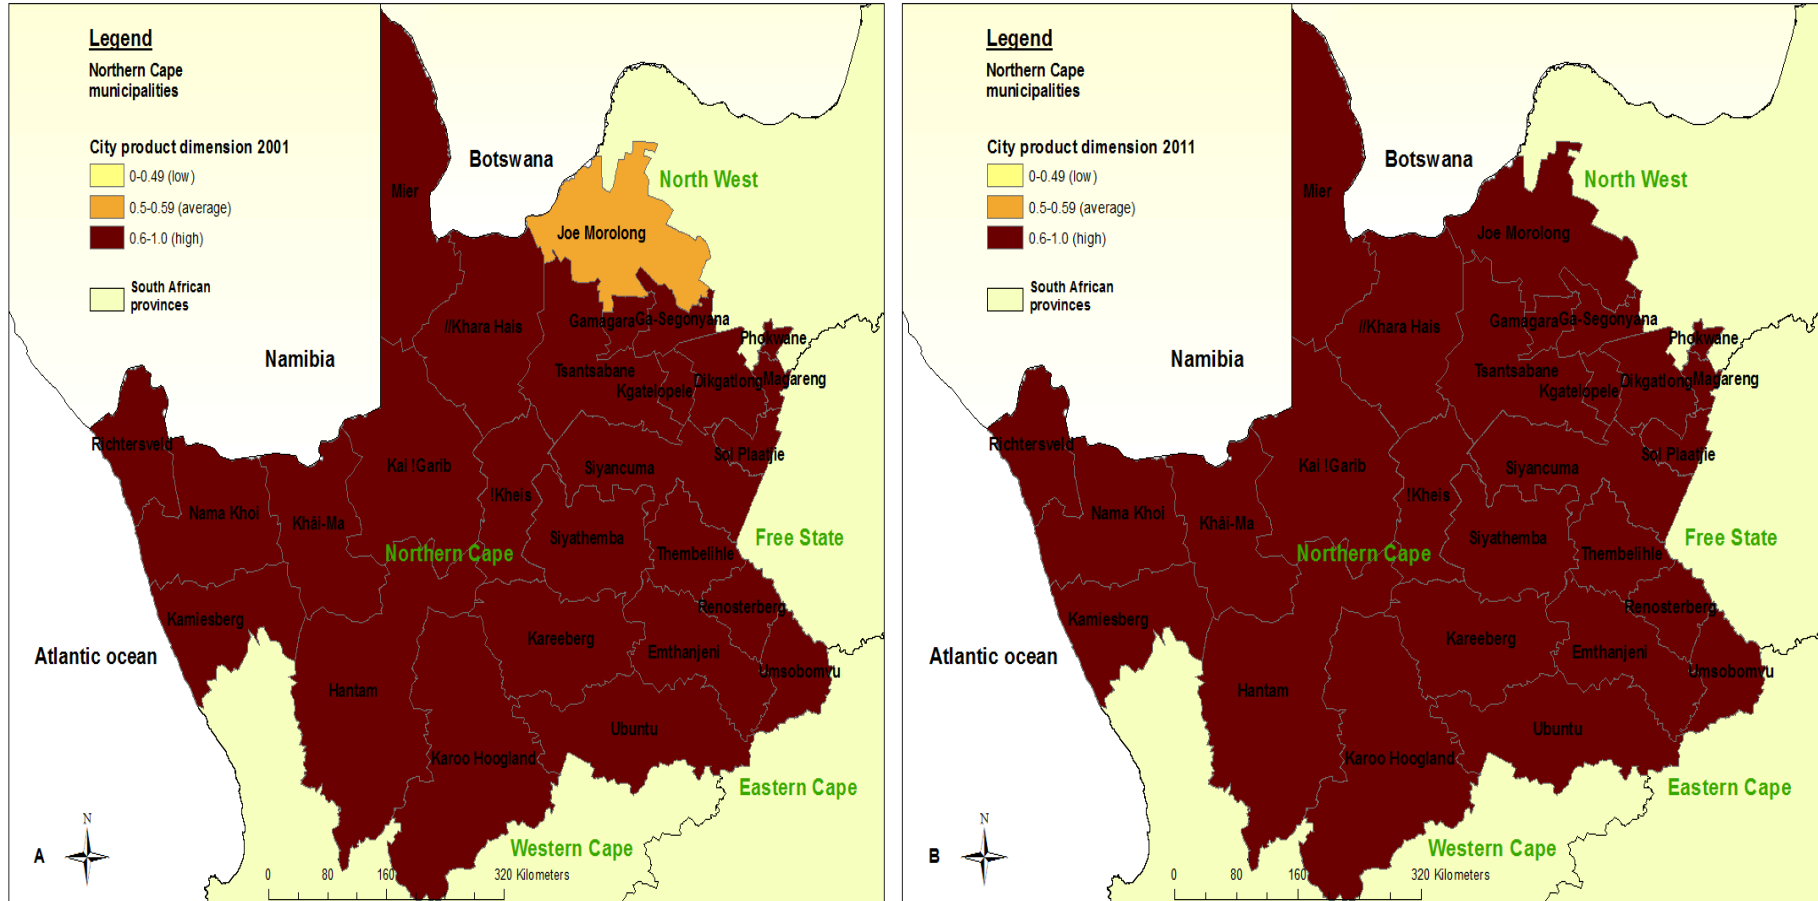 Legend
Northern Cape
municipalities
City product dimension 2001
0-0.49 (low)
0.5-0.59 (average)
0.6-1.0 (high)
South African
provinces
Botswana
North West
Mier
Joe Morolong
//Khara Hais
Gamagara
Ga-Segonyana
Phokwane
Namibia
Tsantsabane
Kgatelopele
Dikgatlong
Magareng
Richtersveld
Kai !Garib
Siyancuma
Sol Plaatjie
!Kheis
Nama Khoi
Khâi-Ma
Siyathemba
Thembelihle
Free State
Northern Cape
Renosterberg
Kamiesberg
Kareeberg
Emthanjeni
Umsobomvu
Atlantic ocean
Hantam
Ubuntu
Karoo Hoogland
Eastern Cape
Western Cape
N
A
0 80 160 320 Kilometers
Legend
Northern Cape
municipalities
City product dimension 2011
0-0.49 (low)
0.5-0.59 (average)
0.6-1.0 (high)
South African
provinces
Botswana
North West
Mier
Joe Morolong
//Khara Hais
Gamagara
Ga-Segonyana
Phokwane
Namibia
Tsantsabane
Kgatelopele
Dikgatlong
Magareng
Richtersveld
Kai !Garib
Siyancuma
Sol Plaatjie
!Kheis
Nama Khoi
Khâi-Ma
Siyathemba
Thembelihle
Free State
Northern Cape
Renosterberg
Kamiesberg
Kareeberg
Emthanjeni
Umsobomvu
Atlantic ocean
Hantam
Ubuntu
Karoo Hoogland
Eastern Cape
Western Cape
N
B
0 80 160 320 Kilometers